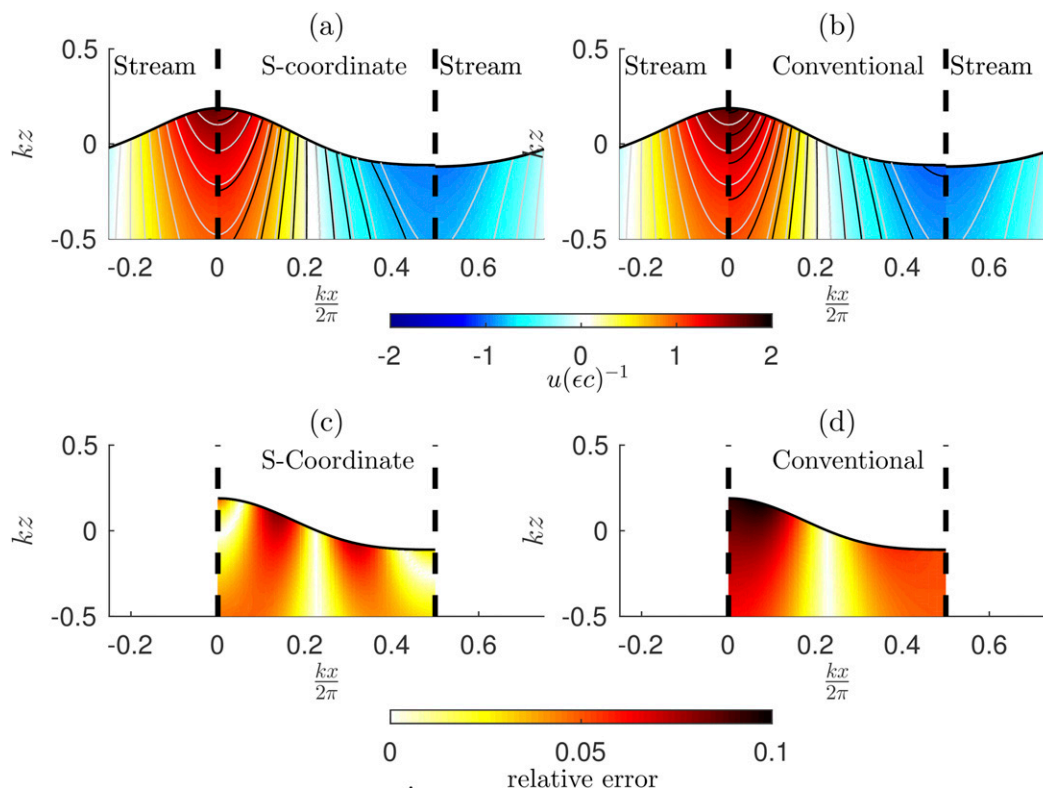 (a) (b)
0.5 Stream S-coordinate Stream 0.5 Stream Conventional Stream
kz 0 kz 0
-0.5 -0.5
-0.2 0 0.2 0.4 0.6 -0.2 0 0.2 0.4 0.6
kx/2π kx/2π
-2 -1 0 1 2
u(ϵc)⁻¹
(c) (d)
0.5 S-Coordinate 0.5 Conventional
kz 0 kz 0
-0.5 -0.5
-0.2 0 0.2 0.4 0.6 -0.2 0 0.2 0.4 0.6
kx/2π kx/2π
0 0.05 0.1
relative error